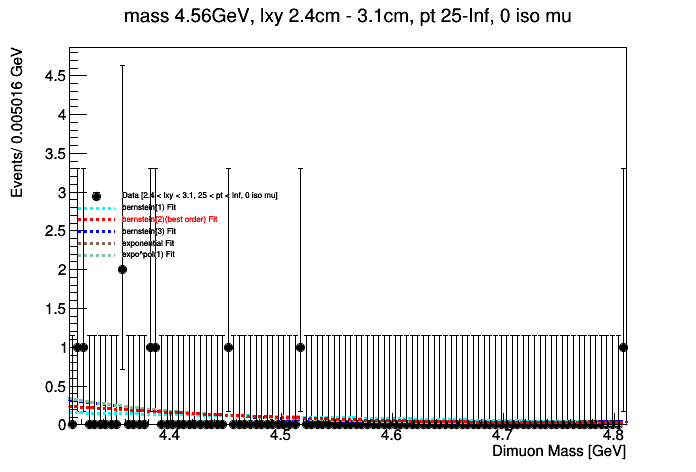 mass 4.56GeV, lxy 2.4cm - 3.1cm, pt 25-Inf, 0 iso mu
Events/ 0.005016 GeV
4.5
4
3.5
3
2.5
2
1.5
1
0.5
0
Data [2.4 < lxy < 3.1, 25 < pt < Inf, 0 iso mu]
bernstein(1) Fit
bernstein(2)(best order) Fit
bernstein(3) Fit
exponential Fit
expo*pol(1) Fit
4.4 4.5 4.6 4.7 4.8
Dimuon Mass [GeV]